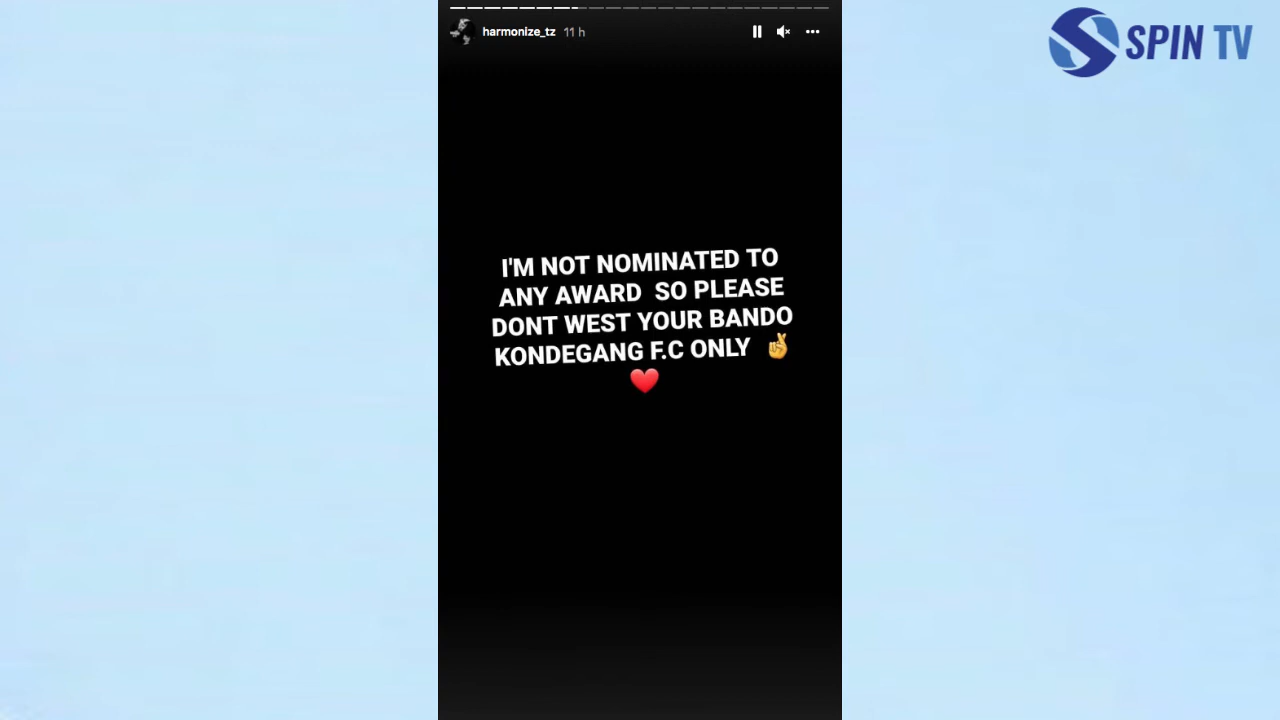 harmonize_tz 11 h
SPIN TV
I'M NOT NOMINATED TO
ANY AWARD SO PLEASE
DONT WEST YOUR BANDO
KONDEGANG F.C ONLY 🤞
❤️